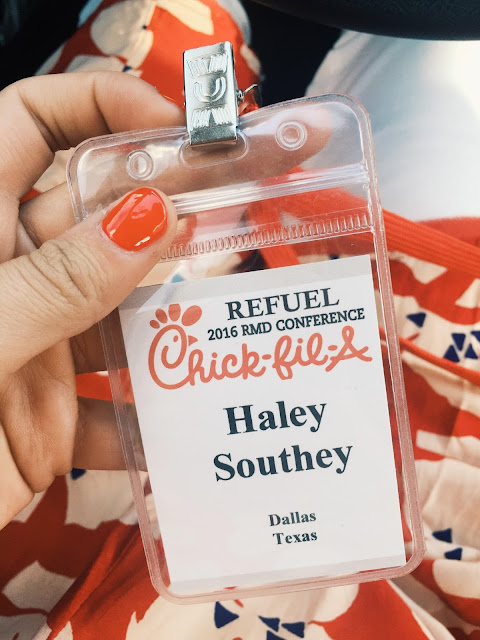 REFUEL
2016 RMD CONFERENCE
Chick-fil-A
Haley
Southey
Dallas
Texas